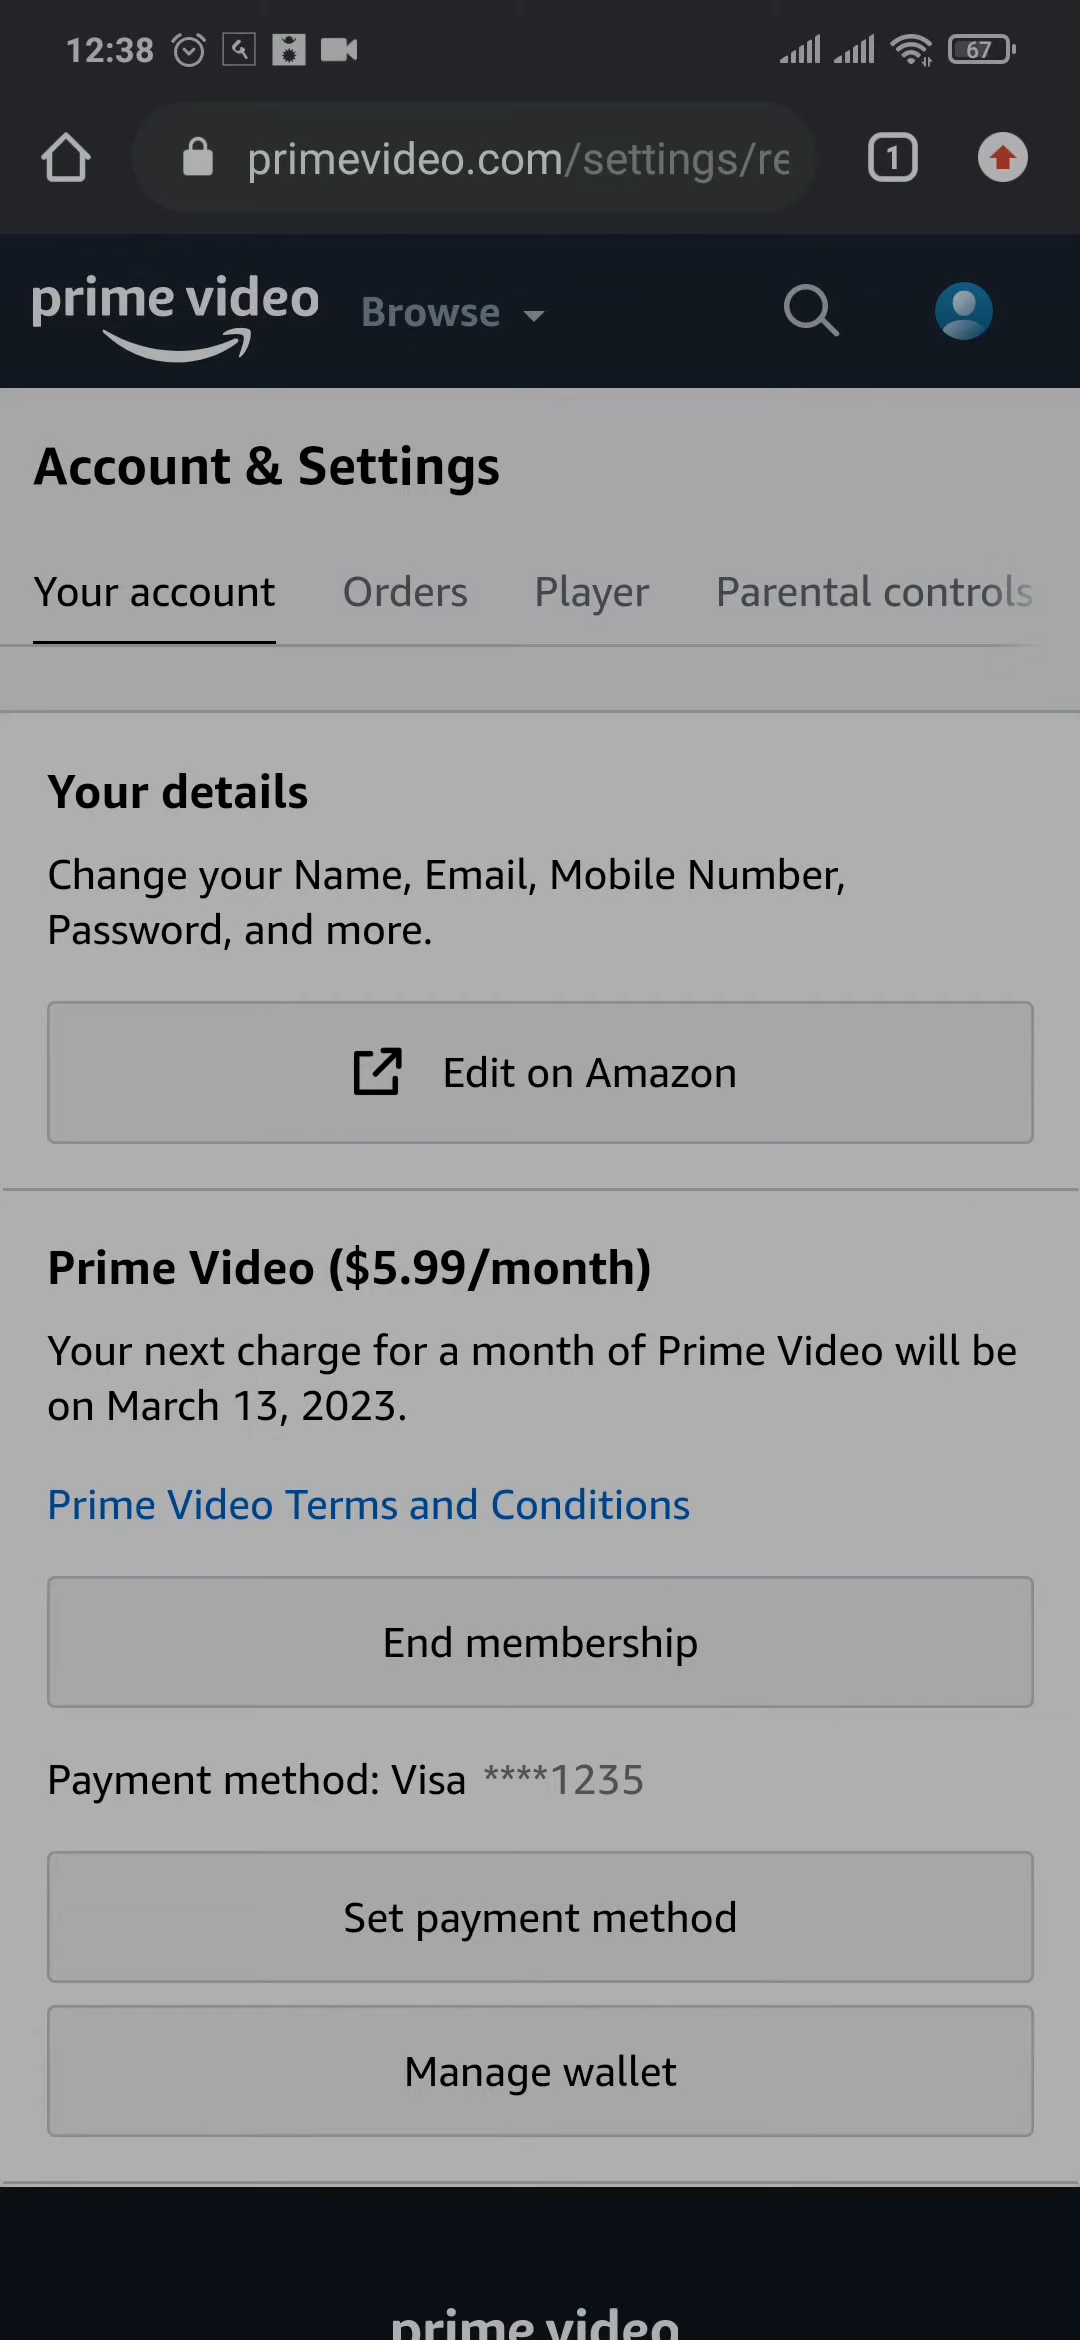 12:38
67
primevideo.com/settings/re
1
prime video
Browse
Account & Settings
Your account Orders Player Parental controls
Your details
Change your Name, Email, Mobile Number,
Password, and more.
Edit on Amazon
Prime Video ($5.99/month)
Your next charge for a month of Prime Video will be
on March 13, 2023.
Prime Video Terms and Conditions
End membership
Payment method: Visa ****1235
Set payment method
Manage wallet
prime video